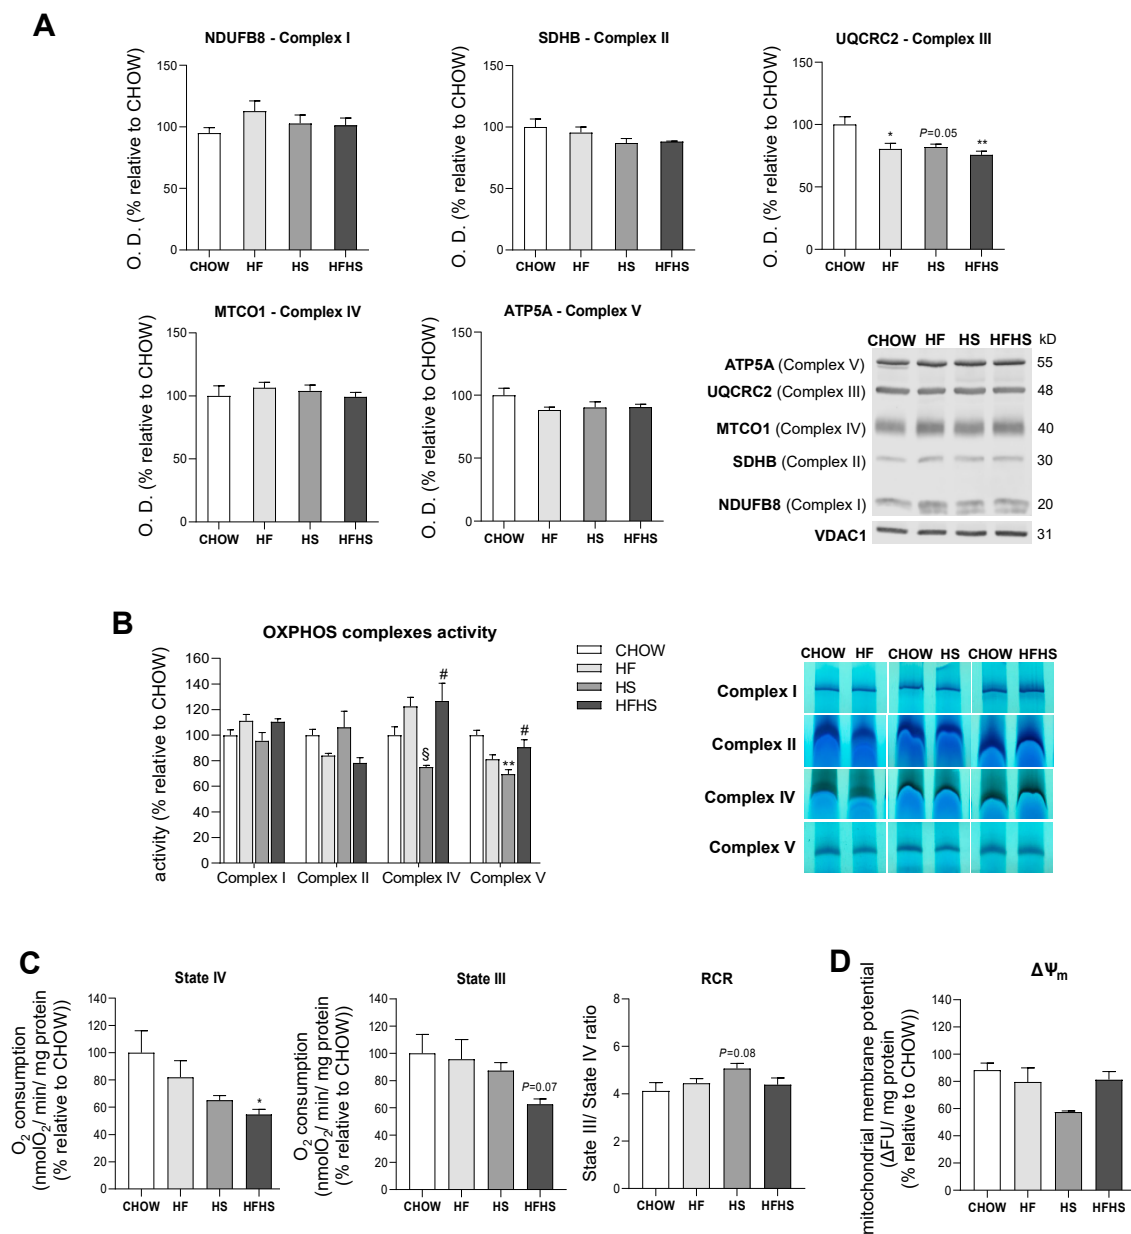 A
NDUFB8 - Complex I
O. D. (% relative to CHOW)
150
100
50
0
CHOW HF HS HFHS
SDHB - Complex II
O. D. (% relative to CHOW)
150
100
50
0
CHOW HF HS HFHS
UQCRC2 - Complex III
O. D. (% relative to CHOW)
150
100
50
0
* P=0.05 **
CHOW HF HS HFHS
MTCO1 - Complex IV
O. D. (% relative to CHOW)
150
100
50
0
CHOW HF HS HFHS
ATP5A - Complex V
O. D. (% relative to CHOW)
150
100
50
0
CHOW HF HS HFHS
CHOW HF HS HFHS kD
ATP5A (Complex V) 55
UQCRC2 (Complex III) 48
MTCO1 (Complex IV) 40
SDHB (Complex II) 30
NDUFB8 (Complex I) 20
VDAC1 31
B
OXPHOS complexes activity
activity (% relative to CHOW)
160
140
120
100
80
60
40
20
0
§ # ** #
Complex I Complex II Complex IV Complex V
CHOW
HF
HS
HFHS
CHOW HF CHOW HS CHOW HFHS
Complex I
Complex II
Complex IV
Complex V
C
State IV
O₂ consumption
(nmolO₂/ min/ mg protein
(% relative to CHOW))
140
120
100
80
60
40
20
0
*
CHOW HF HS HFHS
State III
O₂ consumption
(nmolO₂/ min/ mg protein
(% relative to CHOW))
140
120
100
80
60
40
20
0
P=0.07
CHOW HF HS HFHS
RCR
State III/ State IV ratio
8
6
4
2
0
P=0.08
CHOW HF HS HFHS
D
ΔΨm
mitochondrial membrane potential
(ΔFU/ mg protein
(% relative to CHOW))
140
120
100
80
60
40
20
0
CHOW HF HS HFHS